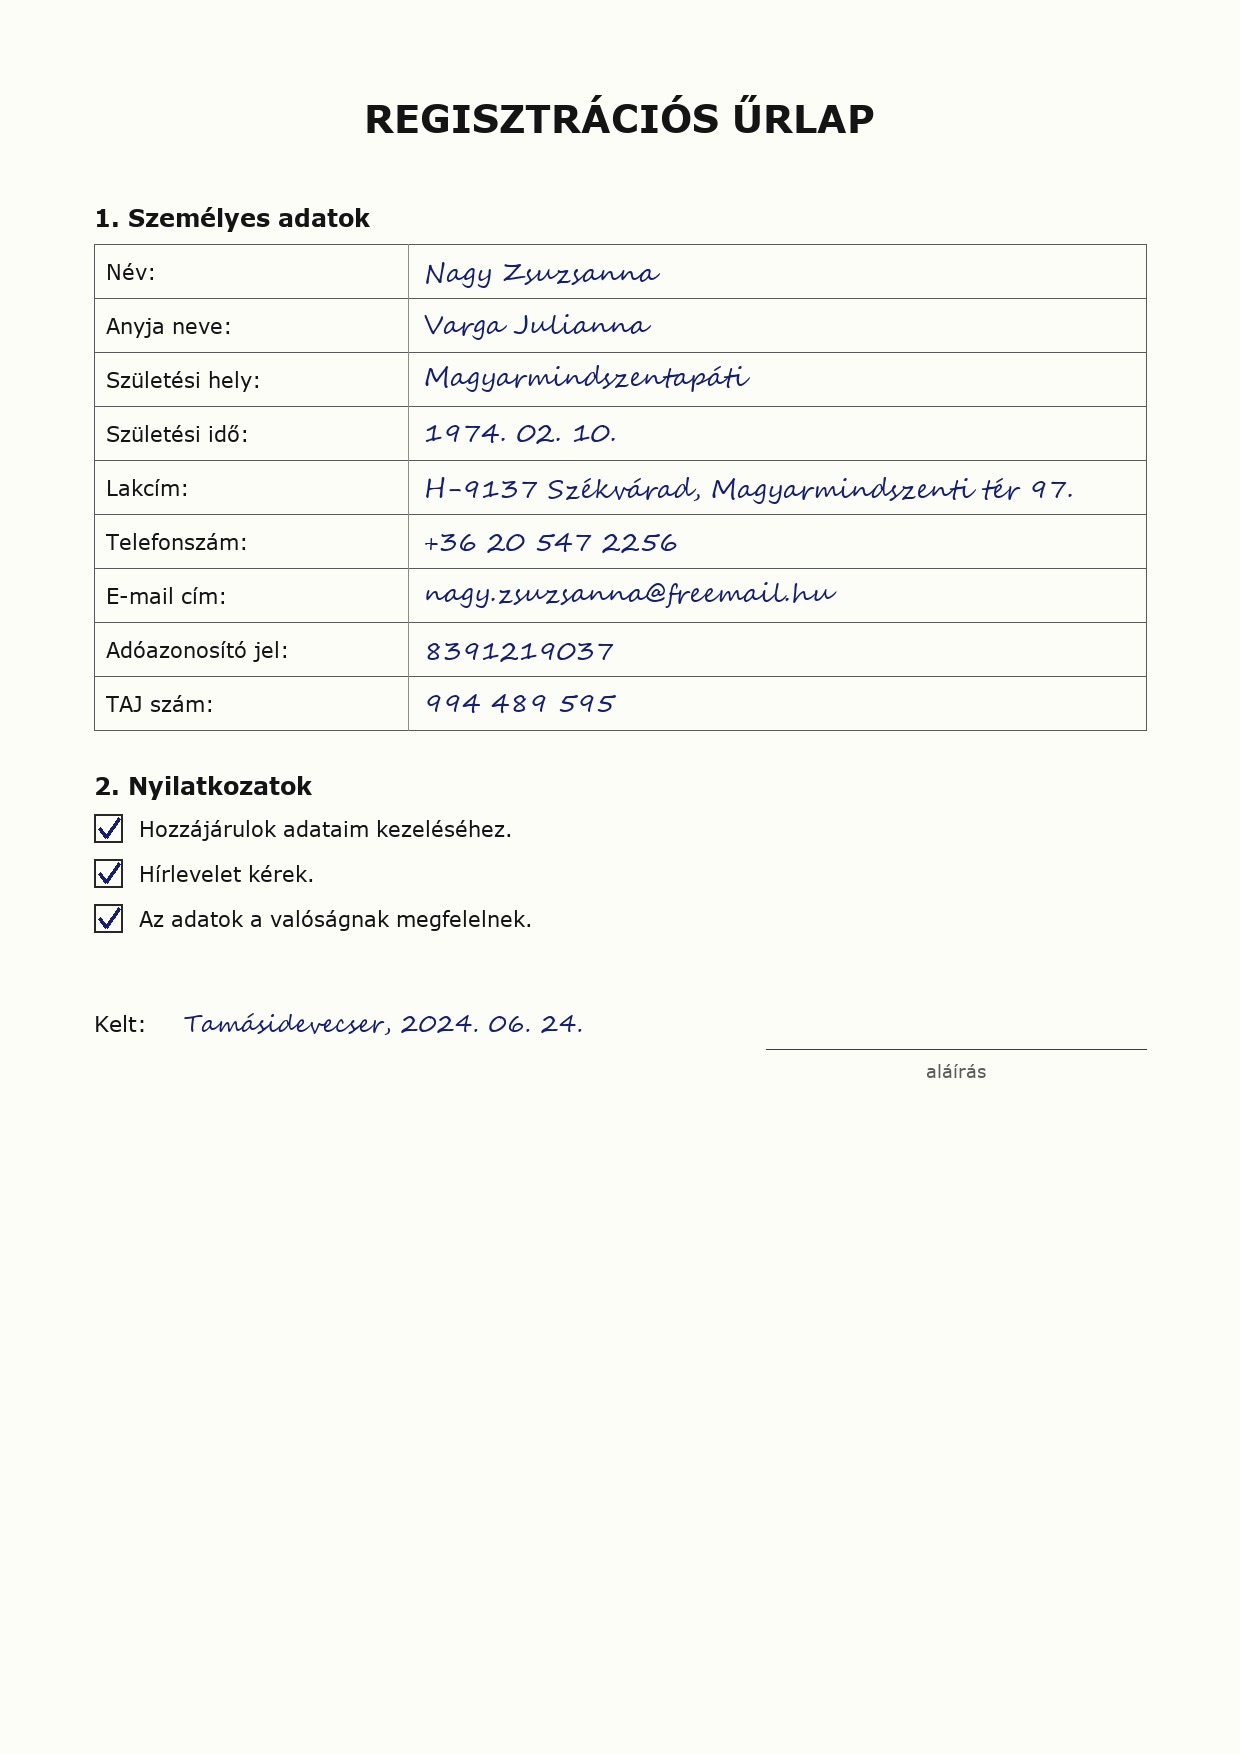 REGISZTRÁCIÓS ŰRLAP
1. Személyes adatok
Név: Nagy Zsuzsanna
Anyja neve: Varga Julianna
Születési hely: Magyarmindszentapáti
Születési idő: 1974. 02. 10.
Lakcím: H-9137 Székvárad, Magyarmindszenti tér 97.
Telefonszám: +36 20 547 2256
E-mail cím: nagy.zsuzsanna@freemail.hu
Adóazonosító jel: 8391219037
TAJ szám: 994 489 595
2. Nyilatkozatok
Hozzájárulok adataim kezeléséhez.
Hírlevelet kérek.
Az adatok a valóságnak megfelelnek.
Kelt: Tamásidevecser, 2024. 06. 24.
aláírás